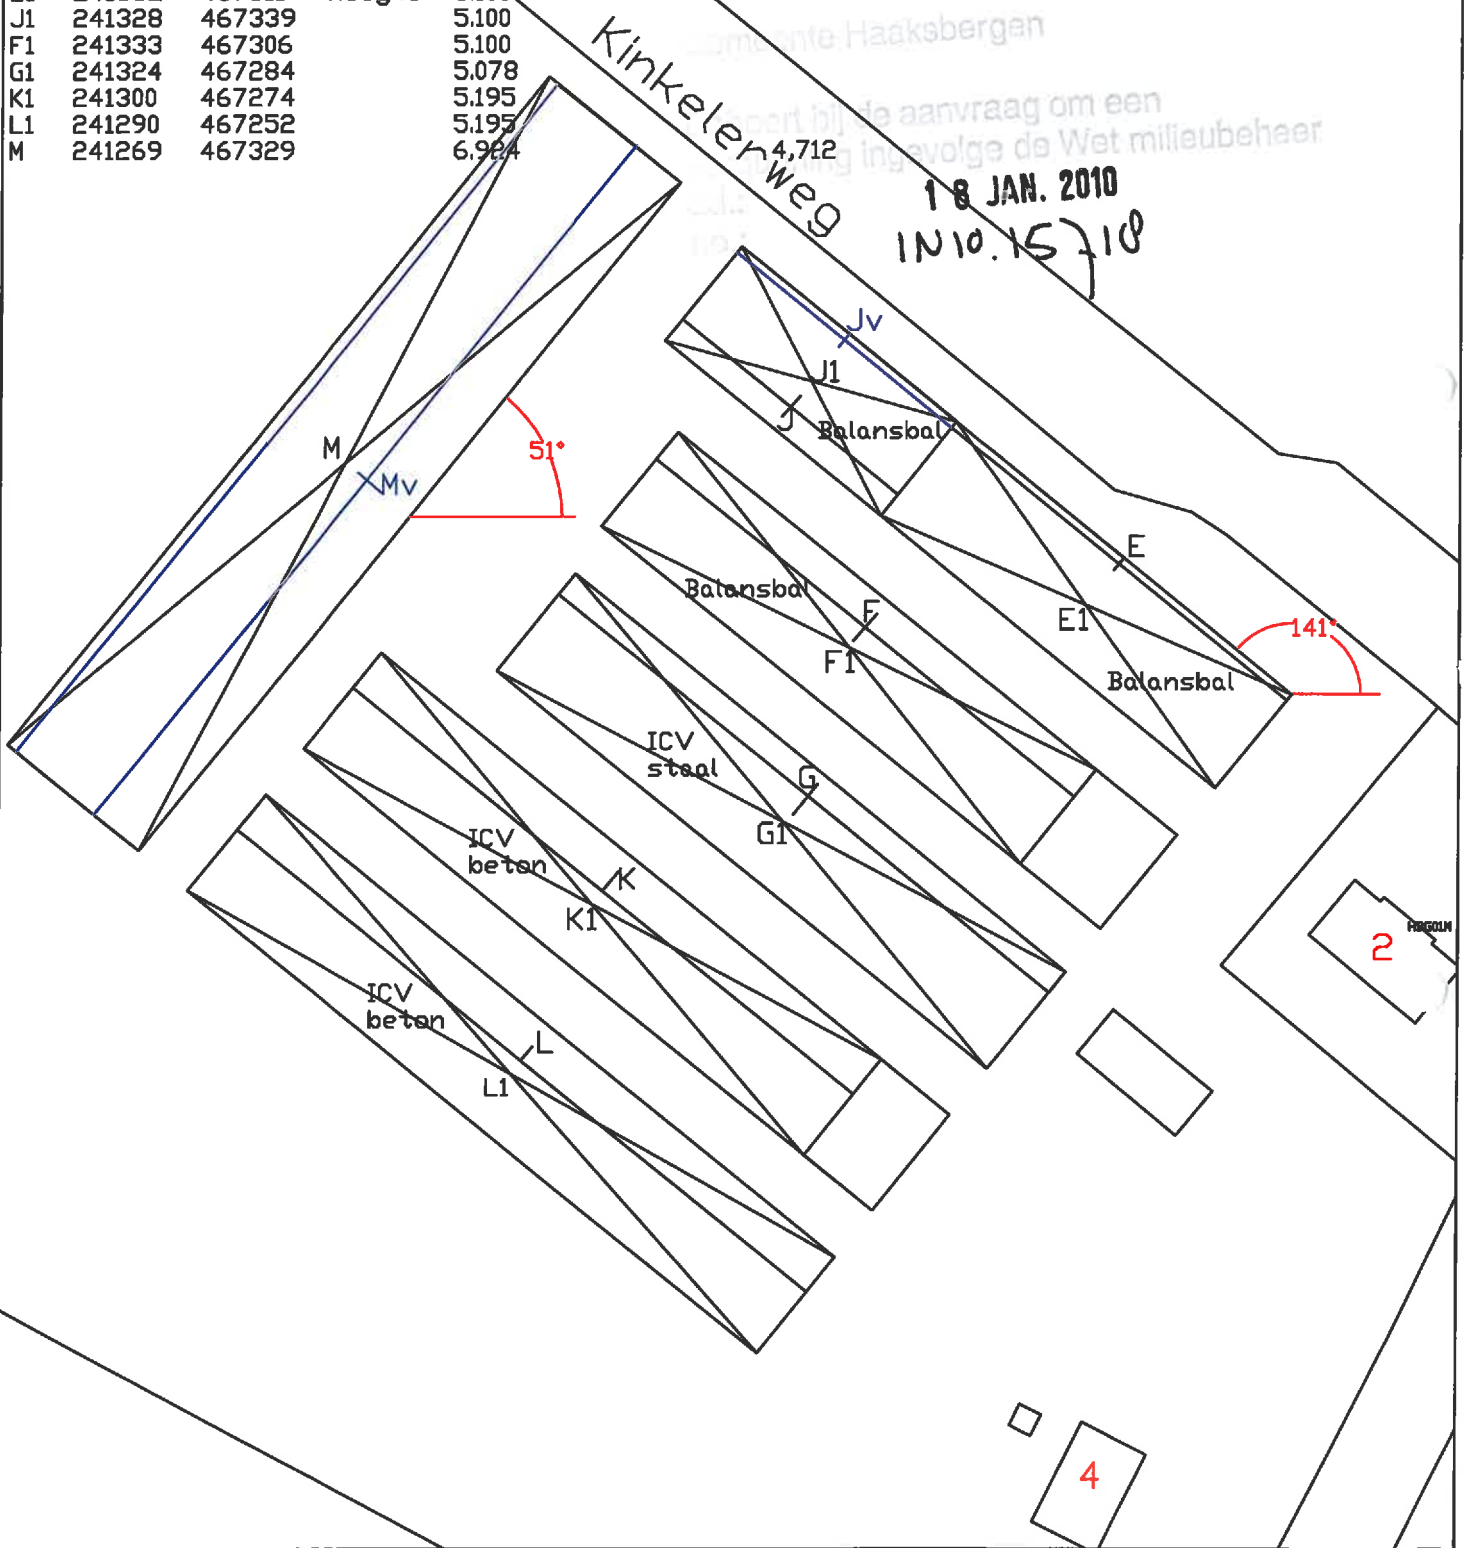 J1 241328 467339 5.100
F1 241333 467306 5.100
G1 241324 467284 5.078
K1 241300 467274 5.195
L1 241290 467252 5.195
M 241269 467329 6.924
Kinkelerweg
Gemeente Haaksbergen
Behoort bij de aanvraag om een
ingevolge de Wet milieubeheer
4,712
18 JAN. 2010
IN10.15718
Jv
J1
J
Balansbal
M
Mv
51°
E
E1
Balansbal
141°
Balansbal
F
F1
ICV
staal
G
G1
ICV
beton
K
K1
2
ICV
beton
L
L1
4